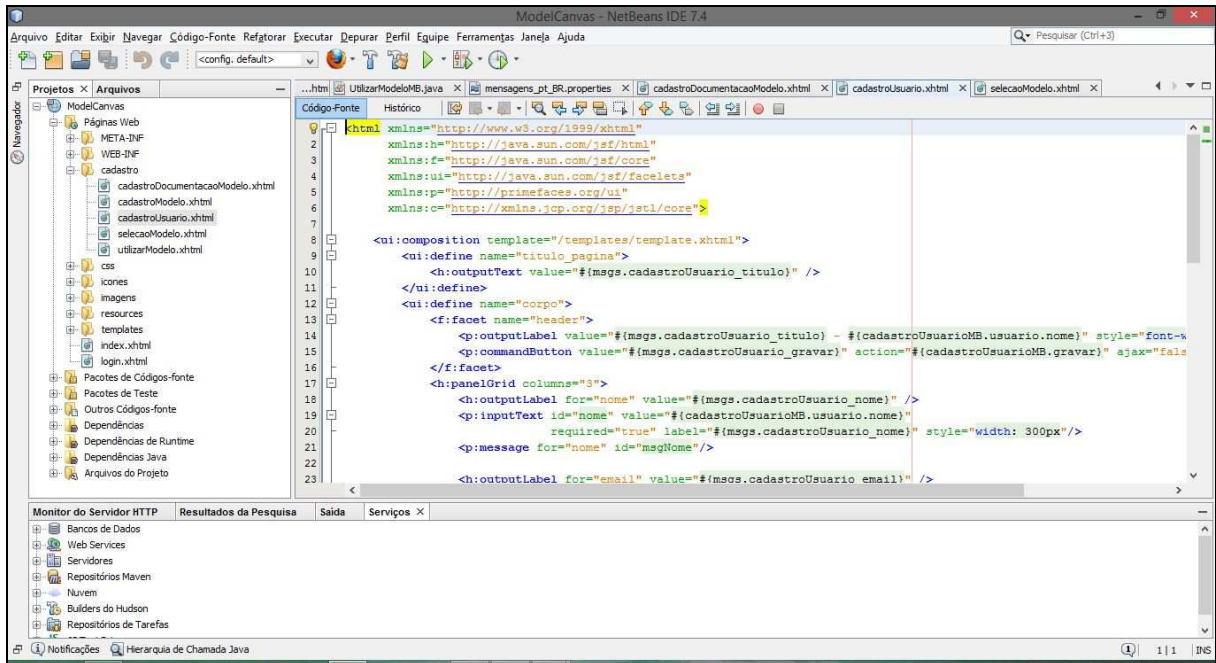 ModelCanvas - NetBeans IDE 7.4
Arquivo Editar Exibir Navegar Código-Fonte Refatorar Executar Depurar Perfil Equipe Ferramentas Janela Ajuda
Pesquisar (Ctrl+3)
<config. default>
Projetos × Arquivos
Navegador
ModelCanvas
Páginas Web
META-INF
WEB-INF
cadastro
cadastroDocumentacaoModelo.xhtml
cadastroModelo.xhtml
cadastroUsuario.xhtml
selecaoModelo.xhtml
utilizarModelo.xhtml
css
icones
imagens
resources
templates
index.xhtml
login.xhtml
Pacotes de Códigos-fonte
Pacotes de Teste
Outros Códigos-fonte
Dependências
Dependências de Runtime
Dependências Java
Arquivos do Projeto
...htm UtilizarModeloMB.java × mensagens_pt_BR.properties × cadastroDocumentacaoModelo.xhtml × cadastroUsuario.xhtml × selecaoModelo.xhtml ×
Código-Fonte Histórico
<html xmlns="http://www.w3.org/1999/xhtml"
2 xmlns:h="http://java.sun.com/jsf/html"
3 xmlns:f="http://java.sun.com/jsf/core"
4 xmlns:ui="http://java.sun.com/jsf/facelets"
5 xmlns:p="http://primefaces.org/ui"
6 xmlns:c="http://xmlns.jcp.org/jsp/jstl/core">
7
8 <ui:composition template="/templates/template.xhtml">
9 <ui:define name="titulo_pagina">
10 <h:outputText value="#{msgs.cadastroUsuario_titulo}" />
11 </ui:define>
12 <ui:define name="corpo">
13 <f:facet name="header">
14 <p:outputLabel value="#{msgs.cadastroUsuario_titulo} - #{cadastroUsuarioMB.usuario.nome}" style="font-w
15 <p:commandButton value="#{msgs.cadastroUsuario_gravar}" action="#{cadastroUsuarioMB.gravar}" ajax="fals
16 </f:facet>
17 <h:panelGrid columns="3">
18 <h:outputLabel for="nome" value="#{msgs.cadastroUsuario_nome}" />
19 <p:inputText id="nome" value="#{cadastroUsuarioMB.usuario.nome}"
20 required="true" label="#{msgs.cadastroUsuario_nome}" style="width: 300px"/>
21 <p:message for="nome" id="msgNome"/>
22
23 <h:outputLabel for="email" value="#{msgs.cadastroUsuario_email}" />
Monitor do Servidor HTTP Resultados da Pesquisa Saída Serviços ×
Bancos de Dados
Web Services
Servidores
Repositórios Maven
Nuvem
Builders do Hudson
Repositórios de Tarefas
Notificações Hierarquia de Chamada Java
1 | 1 INS